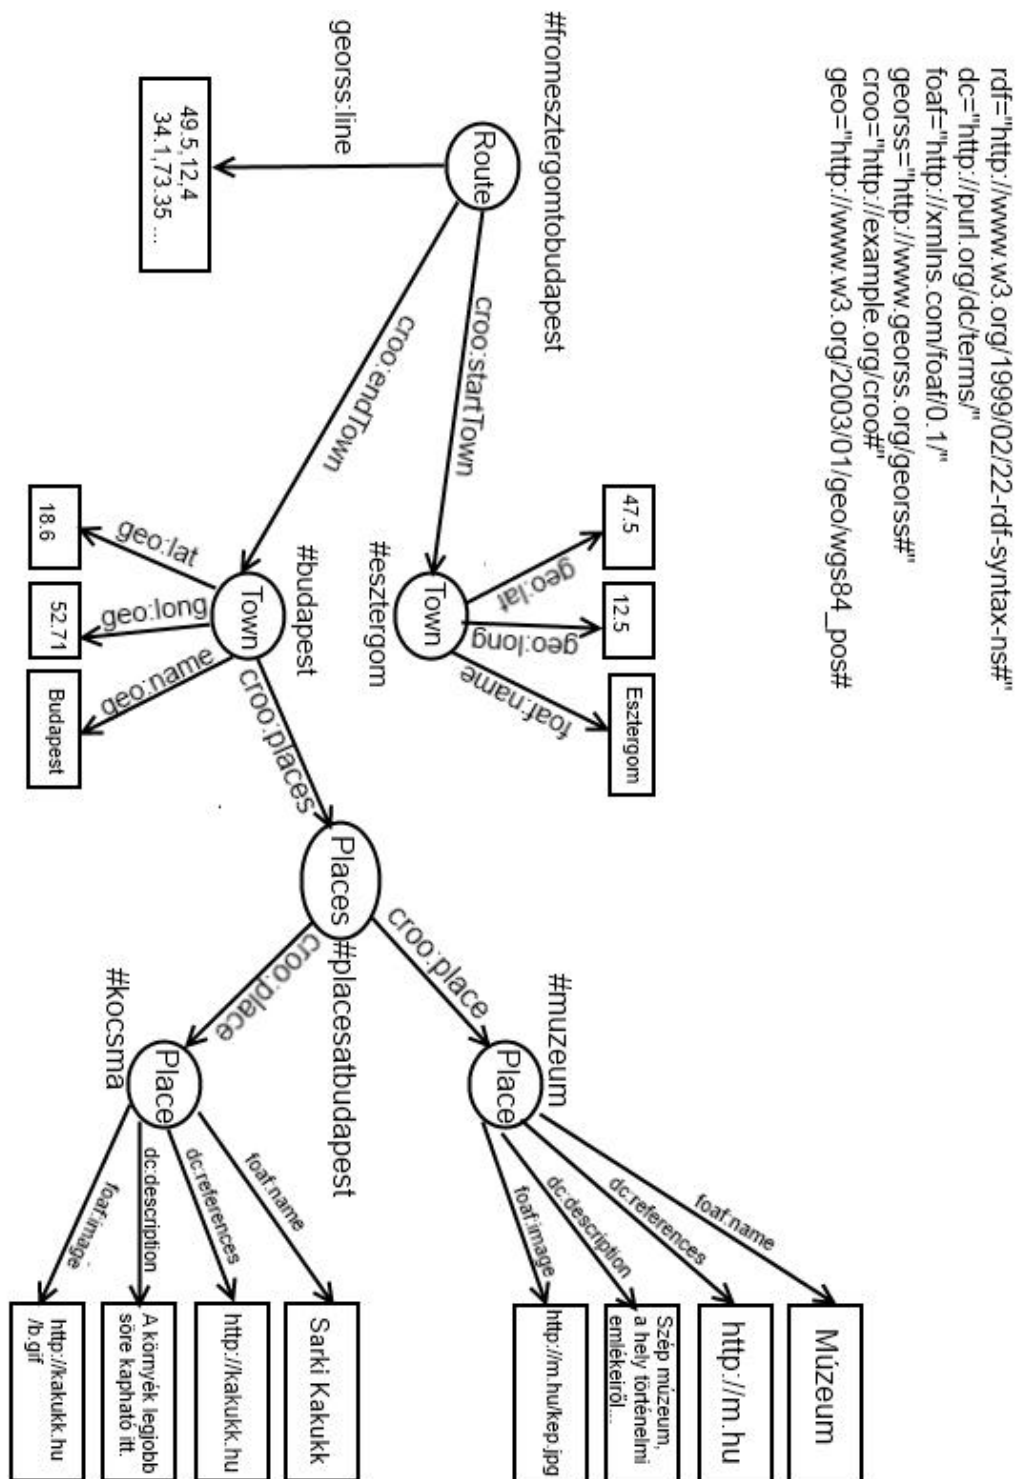 rdf="http://www.w3.org/1999/02/22-rdf-syntax-ns#"
dc="http://purl.org/dc/terms/"
foaf="http://xmlns.com/foaf/0.1/"
georss="http://www.georss.org/georss#"
croo="http://example.org/croo#"
geo="http://www.w3.org/2003/01/geo/wgs84_pos#
#fromesztergomtobudapest
Route
georss:line
49.5,12,4
34.1,73.35 ...
croo:startTown
croo:endTown
47.5
12.5
Esztergom
geo:lat
geo:long
foaf:name
Town
#esztergom
#budapest
Town
geo:lat
geo:long
geo:name
18.6
52.71
Budapest
croo:places
Places
#placesatbudapest
croo:place
croo:place
#muzeum
Place
foaf:name
dc:references
dc:description
foaf:image
Múzeum
http://m.hu
Szép múzeum,
a hely történelmi
emlékeiről...
http://m.hu/kep.jpg
#kocsma
Place
foaf:name
dc:references
dc:description
foaf:image
Sarki Kakukk
http://kakukk.hu
A környék legjobb
söre kapható itt.
http://kakukk.hu
/b.gif